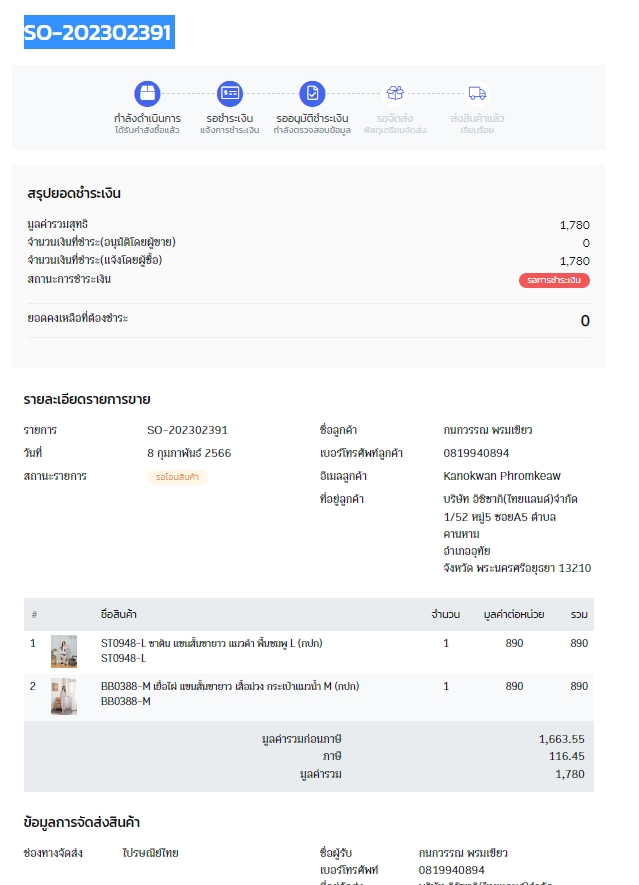 SO-202302391
กำลังดำเนินการ
ได้รับคำสั่งซื้อแล้ว
รอชำระเงิน
แจ้งการชำระเงิน
รออนุมัติชำระเงิน
กำลังตรวจสอบข้อมูล
รอจัดส่ง
พัสดุเตรียมจัดส่ง
ส่งสินค้าแล้ว
เรียบร้อย
สรุปยอดชำระเงิน
มูลค่ารวมสุทธิ 1,780
จำนวนเงินที่ชำระ(อนุมัติโดยผู้ขาย) 0
จำนวนเงินที่ชำระ(แจ้งโดยผู้ซื้อ) 1,780
สถานะการชำระเงิน รอการชำระเงิน
ยอดคงเหลือที่ต้องชำระ 0
รายละเอียดรายการขาย
รายการ SO-202302391 ชื่อลูกค้า กนกวรรณ พรมเขียว
วันที่ 8 กุมภาพันธ์ 2566 เบอร์โทรศัพท์ลูกค้า 0819940894
สถานะรายการ รอโอนสินค้า อีเมลลูกค้า Kanokwan Phromkeaw
ที่อยู่ลูกค้า บริษัท อิชิซากิ(ไทยแลนด์)จำกัด
1/52 หมู่5 ซอยA5 ตำบล
คานหาม
อำเภออุทัย
จังหวัด พระนครศรีอยุธยา 13210
# ชื่อสินค้า จำนวน มูลค่าต่อหน่วย รวม
1 ST0948-L ซาติน แขนสั้นขายาว แมวดำ พื้นชมพู L (กปก) 1 890 890
ST0948-L
2 BB0388-M เยื่อไผ่ แขนสั้นขายาว เสื้อม่วง กระเป๋าแมวน้ำ M (กปก) 1 890 890
BB0388-M
มูลค่ารวมก่อนภาษี 1,663.55
ภาษี 116.45
มูลค่ารวม 1,780
ข้อมูลการจัดส่งสินค้า
ช่องทางจัดส่ง ไปรษณีย์ไทย ชื่อผู้รับ กนกวรรณ พรมเขียว
เบอร์โทรศัพท์ 0819940894